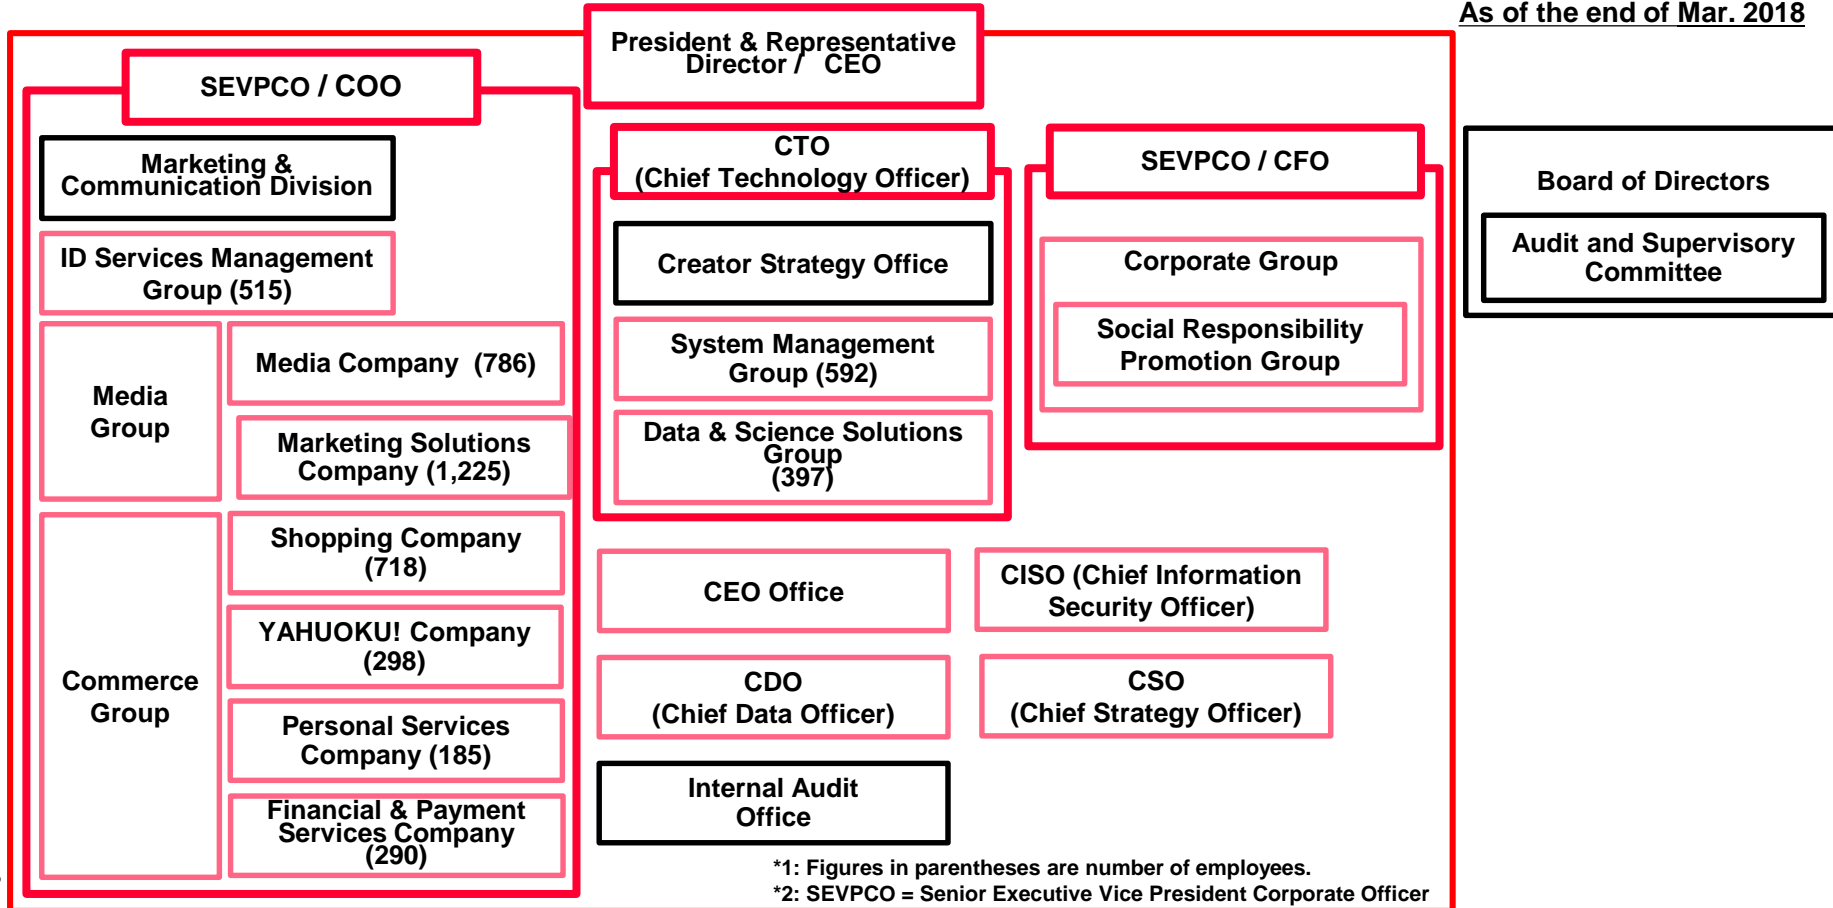 As of the end of Mar. 2018
President & Representative
Director / CEO
SEVPCO / COO
Marketing &
Communication Division
ID Services Management
Group (515)
Media
Group
Media Company (786)
Marketing Solutions
Company (1,225)
Commerce
Group
Shopping Company
(718)
YAHUOKU! Company
(298)
Personal Services
Company (185)
Financial & Payment
Services Company
(290)
CTO
(Chief Technology Officer)
Creator Strategy Office
System Management
Group (592)
Data & Science Solutions
Group
(397)
SEVPCO / CFO
Corporate Group
Social Responsibility
Promotion Group
CEO Office
CISO (Chief Information
Security Officer)
CDO
(Chief Data Officer)
CSO
(Chief Strategy Officer)
Internal Audit
Office
Board of Directors
Audit and Supervisory
Committee
*1: Figures in parentheses are number of employees.
*2: SEVPCO = Senior Executive Vice President Corporate Officer